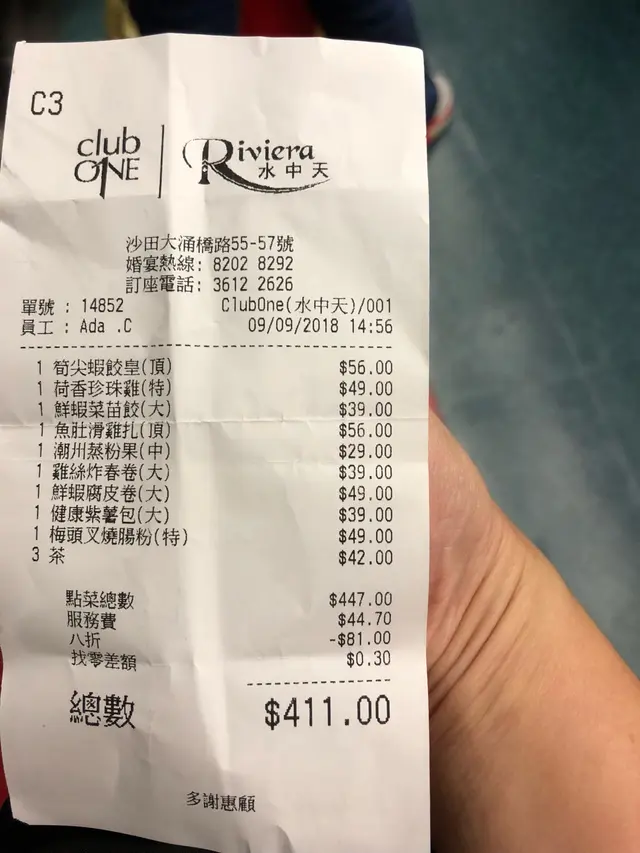 C3
club ONE
Riviera
水中天
沙田大涌橋路55-57號
婚宴熱線: 8202 8292
訂座電話: 3612 2626
單號 : 14852 ClubOne(水中天)/001
員工 : Ada .C 09/09/2018 14:56
1 筍尖蝦餃皇(頂) $56.00
1 荷香珍珠雞(特) $49.00
1 鮮蝦菜苗餃(大) $39.00
1 魚肚滑雞扎(頂) $56.00
1 潮州蒸粉果(中) $29.00
1 雞絲炸春卷(大) $39.00
1 鮮蝦腐皮卷(大) $49.00
1 健康紫薯包(大) $39.00
1 梅頭叉燒腸粉(特) $49.00
3 茶 $42.00
點菜總數 $447.00
服務費 $44.70
八折 -$81.00
找零差額 $0.30
總數 $411.00
多謝惠顧